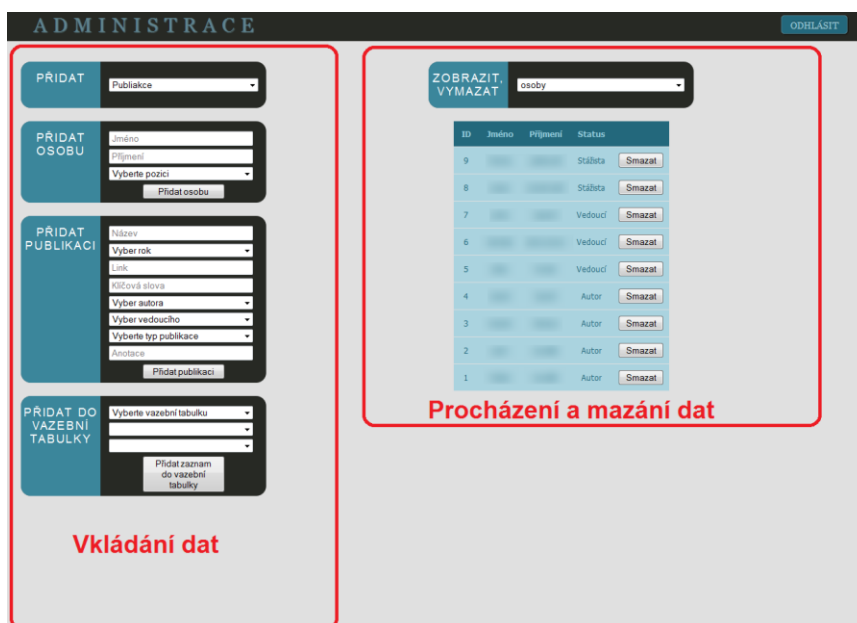 ADMINISTRACE
ODHLÁSIT
PŘIDAT
Publiakce
PŘIDAT
OSOBU
Jméno
Příjmení
Vyberte pozici
Přidat osobu
PŘIDAT
PUBLIKACI
Název
Vyber rok
Link
Klíčová slova
Vyber autora
Vyber vedoucího
Vyberte typ publikace
Anotace
Přidat publikaci
PŘIDAT DO
VAZEBNÍ
TABULKY
Vyberte vazební tabulku
Přidat zaznam
do vazební
tabulky
Vkládání dat
ZOBRAZIT,
VYMAZAT
osoby
ID Jméno Příjmení Status
9 Stážista Smazat
8 Stážista Smazat
7 Vedoucí Smazat
6 Vedoucí Smazat
5 Vedoucí Smazat
4 Autor Smazat
3 Autor Smazat
2 Autor Smazat
1 Autor Smazat
Procházení a mazání dat